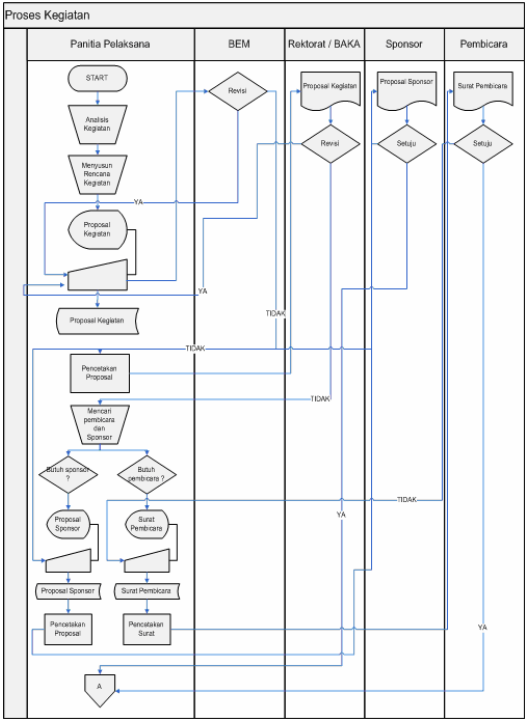 Proses Kegiatan
Panitia Pelaksana
BEM
Rektorat / BAKA
Sponsor
Pembicara
START
Revisi
Proposal Kegiatan
Proposal Sponsor
Surat Pembicara
Analisis
Kegiatan
Revisi
Setuju
Setuju
Menyusun
Rencana
Kegiatan
YA
Proposal
Kegiatan
YA
Proposal Kegiatan
TIDAK
TIDAK
Pencetakan
Proposal
TIDAK
Mencari
pembicara
dan
Sponsor
Butuh sponsor
?
Butuh
pembicara ?
TIDAK
Proposal
Sponsor
Surat
Pembicara
YA
Proposal Sponsor
Surat Pembicara
Pencetakan
Proposal
Pencetakan
Surat
YA
A